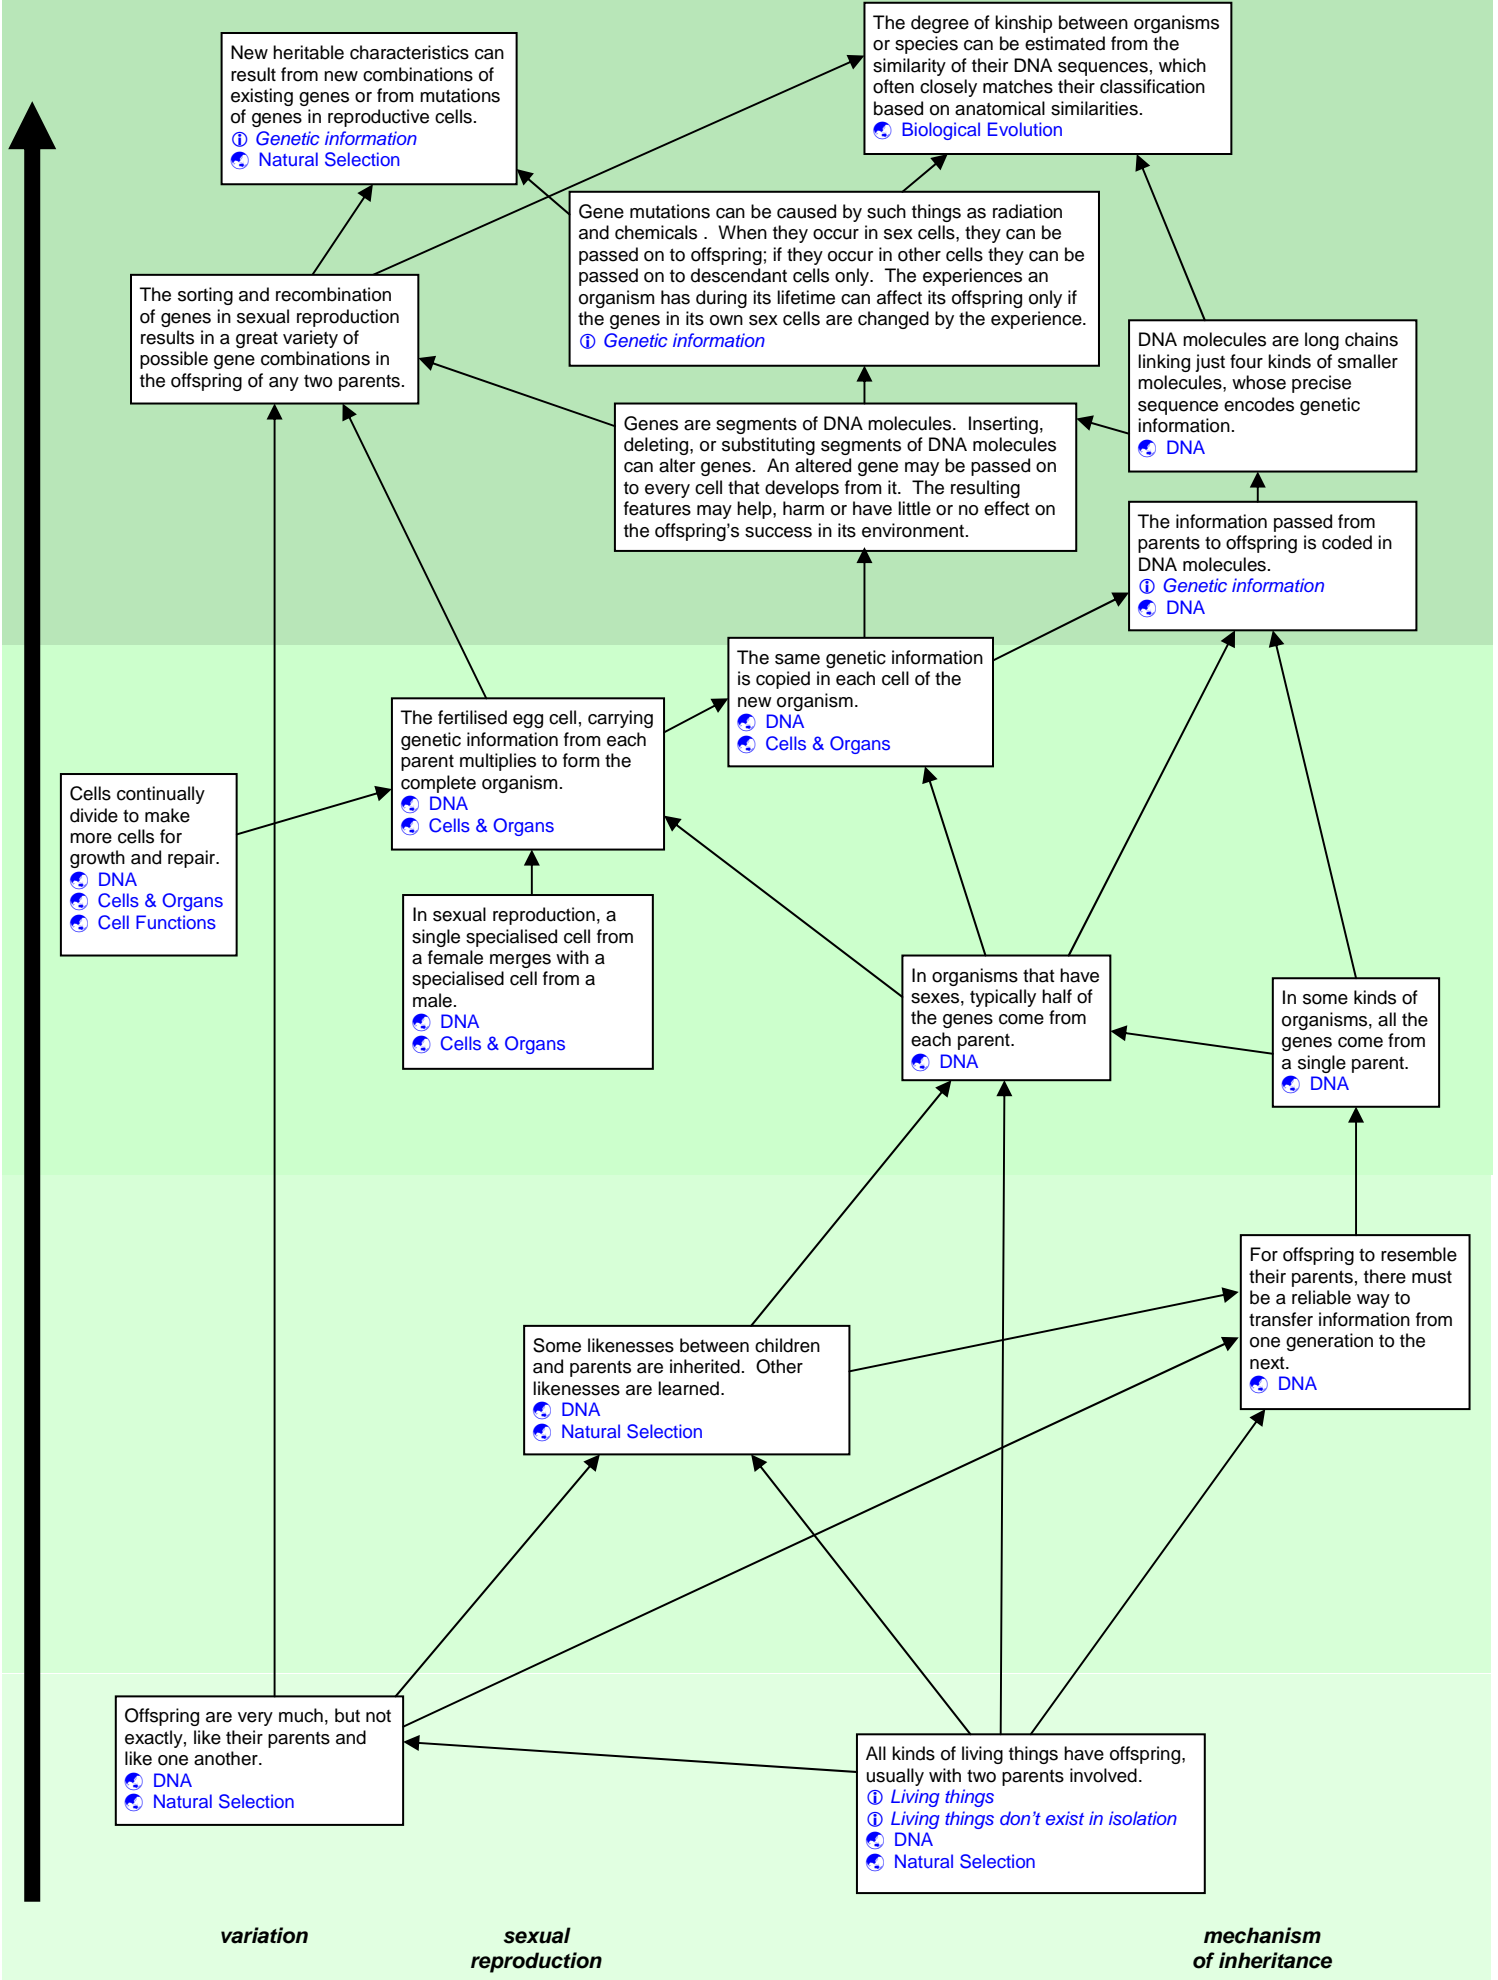 New heritable characteristics can
result from new combinations of
existing genes or from mutations
of genes in reproductive cells.
Genetic information
Natural Selection
The degree of kinship between organisms
or species can be estimated from the
similarity of their DNA sequences, which
often closely matches their classification
based on anatomical similarities.
Biological Evolution
Gene mutations can be caused by such things as radiation
and chemicals . When they occur in sex cells, they can be
passed on to offspring; if they occur in other cells they can be
passed on to descendant cells only. The experiences an
organism has during its lifetime can affect its offspring only if
the genes in its own sex cells are changed by the experience.
Genetic information
The sorting and recombination
of genes in sexual reproduction
results in a great variety of
possible gene combinations in
the offspring of any two parents.
DNA molecules are long chains
linking just four kinds of smaller
molecules, whose precise
sequence encodes genetic
information.
DNA
Genes are segments of DNA molecules. Inserting,
deleting, or substituting segments of DNA molecules
can alter genes. An altered gene may be passed on
to every cell that develops from it. The resulting
features may help, harm or have little or no effect on
the offspring's success in its environment.
The information passed from
parents to offspring is coded in
DNA molecules.
Genetic information
DNA
The same genetic information
is copied in each cell of the
new organism.
DNA
Cells & Organs
The fertilised egg cell, carrying
genetic information from each
parent multiplies to form the
complete organism.
DNA
Cells & Organs
Cells continually
divide to make
more cells for
growth and repair.
DNA
Cells & Organs
Cell Functions
In sexual reproduction, a
single specialised cell from
a female merges with a
specialised cell from a
male.
DNA
Cells & Organs
In organisms that have
sexes, typically half of
the genes come from
each parent.
DNA
In some kinds of
organisms, all the
genes come from
a single parent.
DNA
For offspring to resemble
their parents, there must
be a reliable way to
transfer information from
one generation to the
next.
DNA
Some likenesses between children
and parents are inherited. Other
likenesses are learned.
DNA
Natural Selection
Offspring are very much, but not
exactly, like their parents and
like one another.
DNA
Natural Selection
All kinds of living things have offspring,
usually with two parents involved.
Living things
Living things don't exist in isolation
DNA
Natural Selection
variation
sexual
reproduction
mechanism
of inheritance